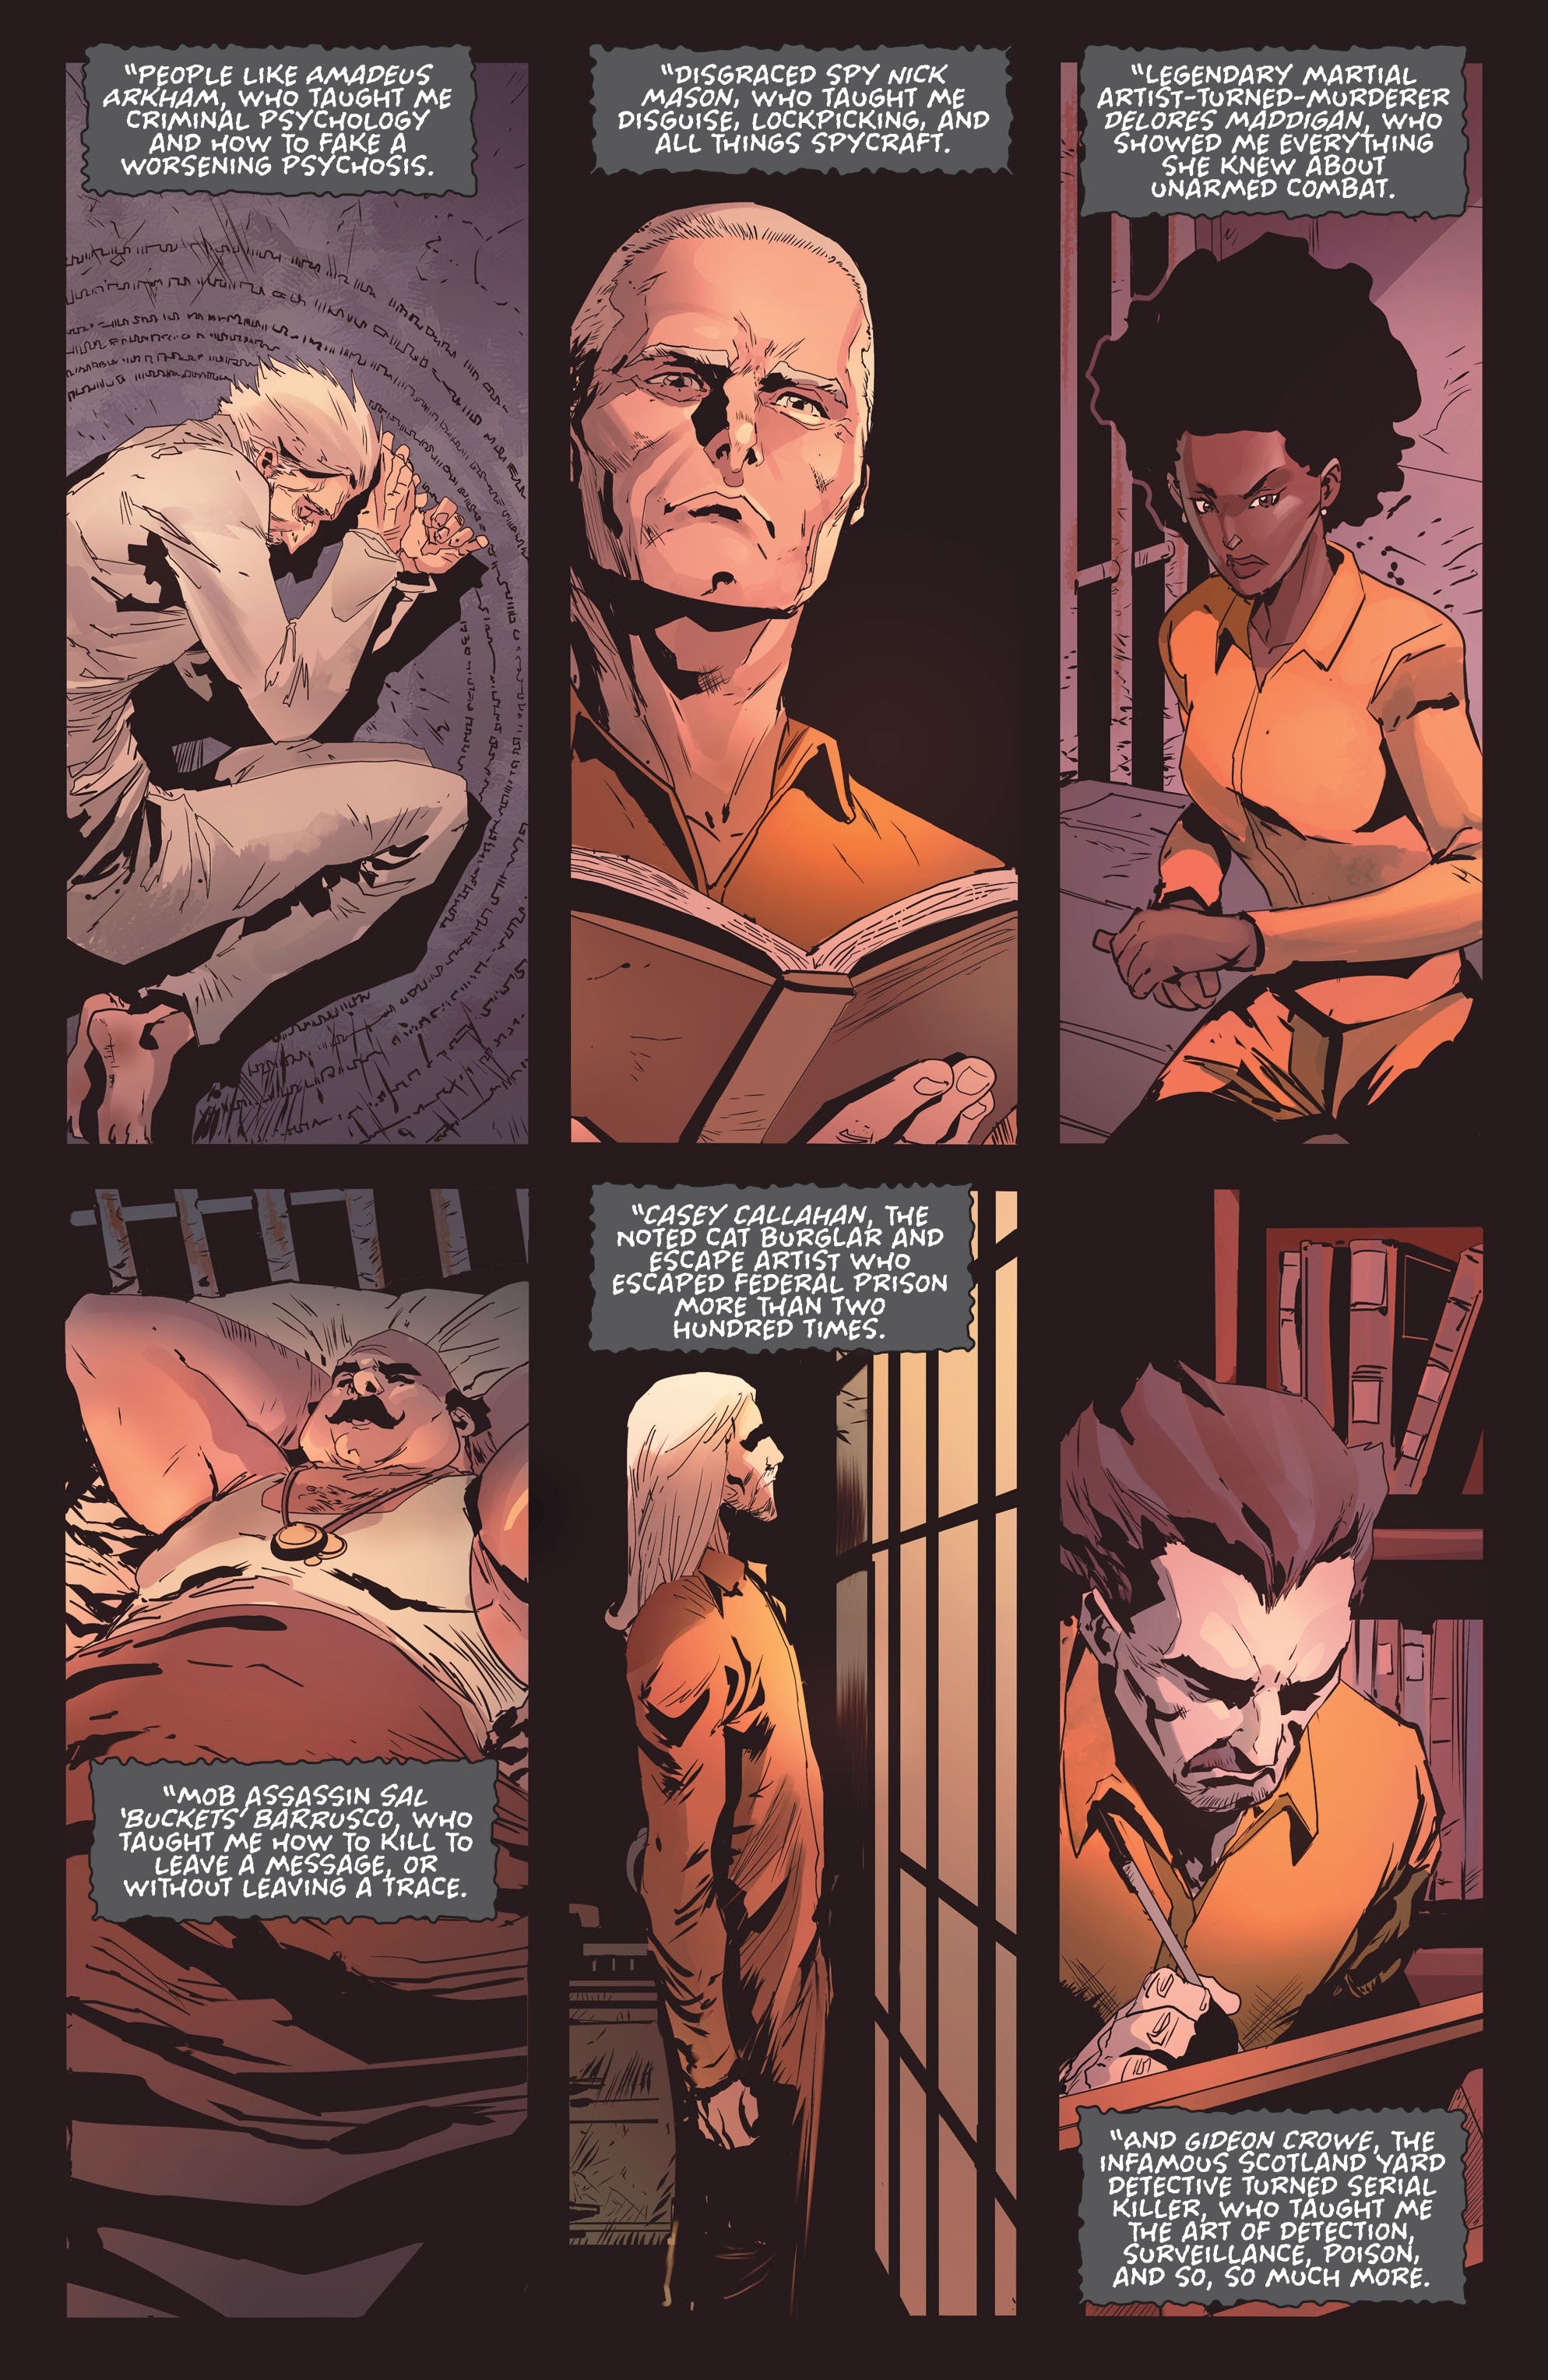 "PEOPLE LIKE AMADEUS
ARKHAM, WHO TAUGHT ME
CRIMINAL PSYCHOLOGY
AND HOW TO FAKE A
WORSENING PSYCHOSIS.
"DISGRACED SPY NICK
MASON, WHO TAUGHT ME
DISGUISE, LOCKPICKING, AND
ALL THINGS SPYCRAFT.
"LEGENDARY MARTIAL
ARTIST-TURNED-MURDERER
DELORES MADDIGAN, WHO
SHOWED ME EVERYTHING
SHE KNEW ABOUT
UNARMED COMBAT.
"MOB ASSASSIN SAL
'BUCKETS' BARRUSCO, WHO
TAUGHT ME HOW TO KILL TO
LEAVE A MESSAGE, OR
WITHOUT LEAVING A TRACE.
"CASEY CALLAHAN, THE
NOTED CAT BURGLAR AND
ESCAPE ARTIST WHO
ESCAPED FEDERAL PRISON
MORE THAN TWO
HUNDRED TIMES.
"AND GIDEON CROWE, THE
INFAMOUS SCOTLAND YARD
DETECTIVE TURNED SERIAL
KILLER, WHO TAUGHT ME
THE ART OF DETECTION,
SURVEILLANCE, POISON,
AND SO, SO MUCH MORE.